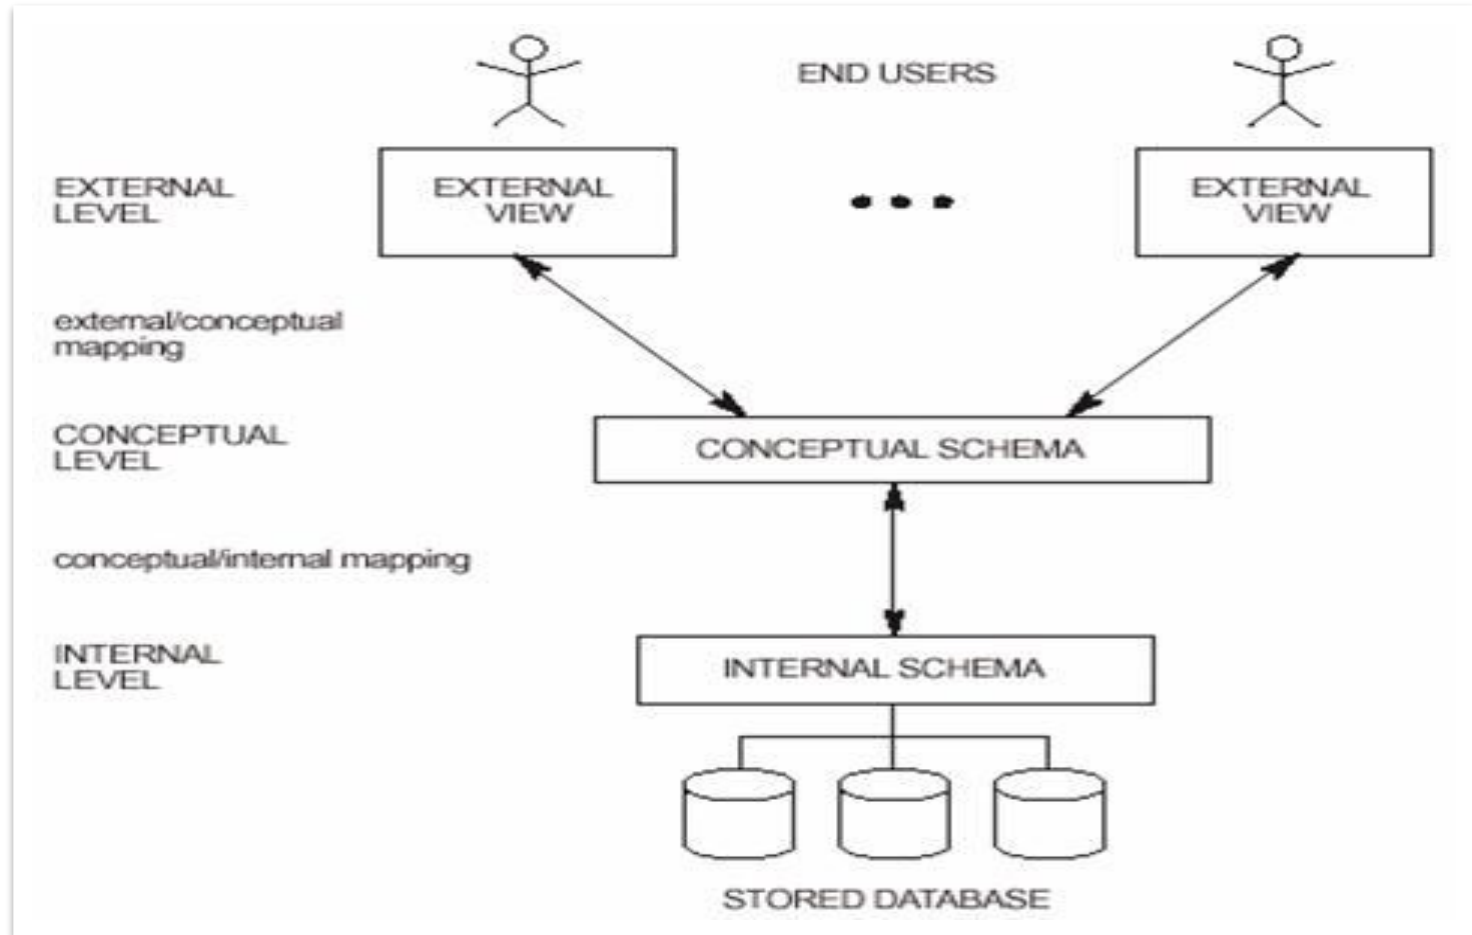 END USERS
EXTERNAL
LEVEL
EXTERNAL
VIEW
EXTERNAL
VIEW
external/conceptual
mapping
CONCEPTUAL
LEVEL
CONCEPTUAL SCHEMA
conceptual/internal mapping
INTERNAL
LEVEL
INTERNAL SCHEMA
STORED DATABASE